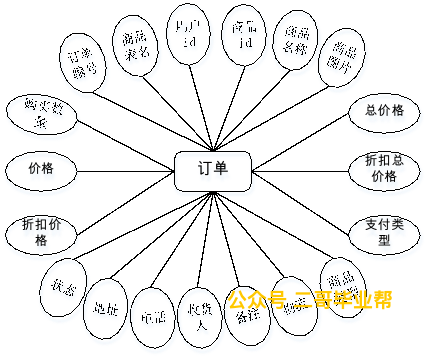 订单
编号
商品
表名
用户
id
商品
id
商品
名称
商品
图片
购买数
量
总价格
价格
订单
折扣总
价格
折扣价
格
支付类
型
状态
地址
电话
收货
人
备注
物流
商品
公众号 二哥毕业帮